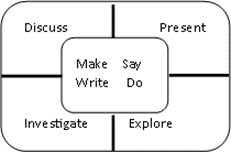 Discuss Present
Make Say
Write Do
Investigate Explore